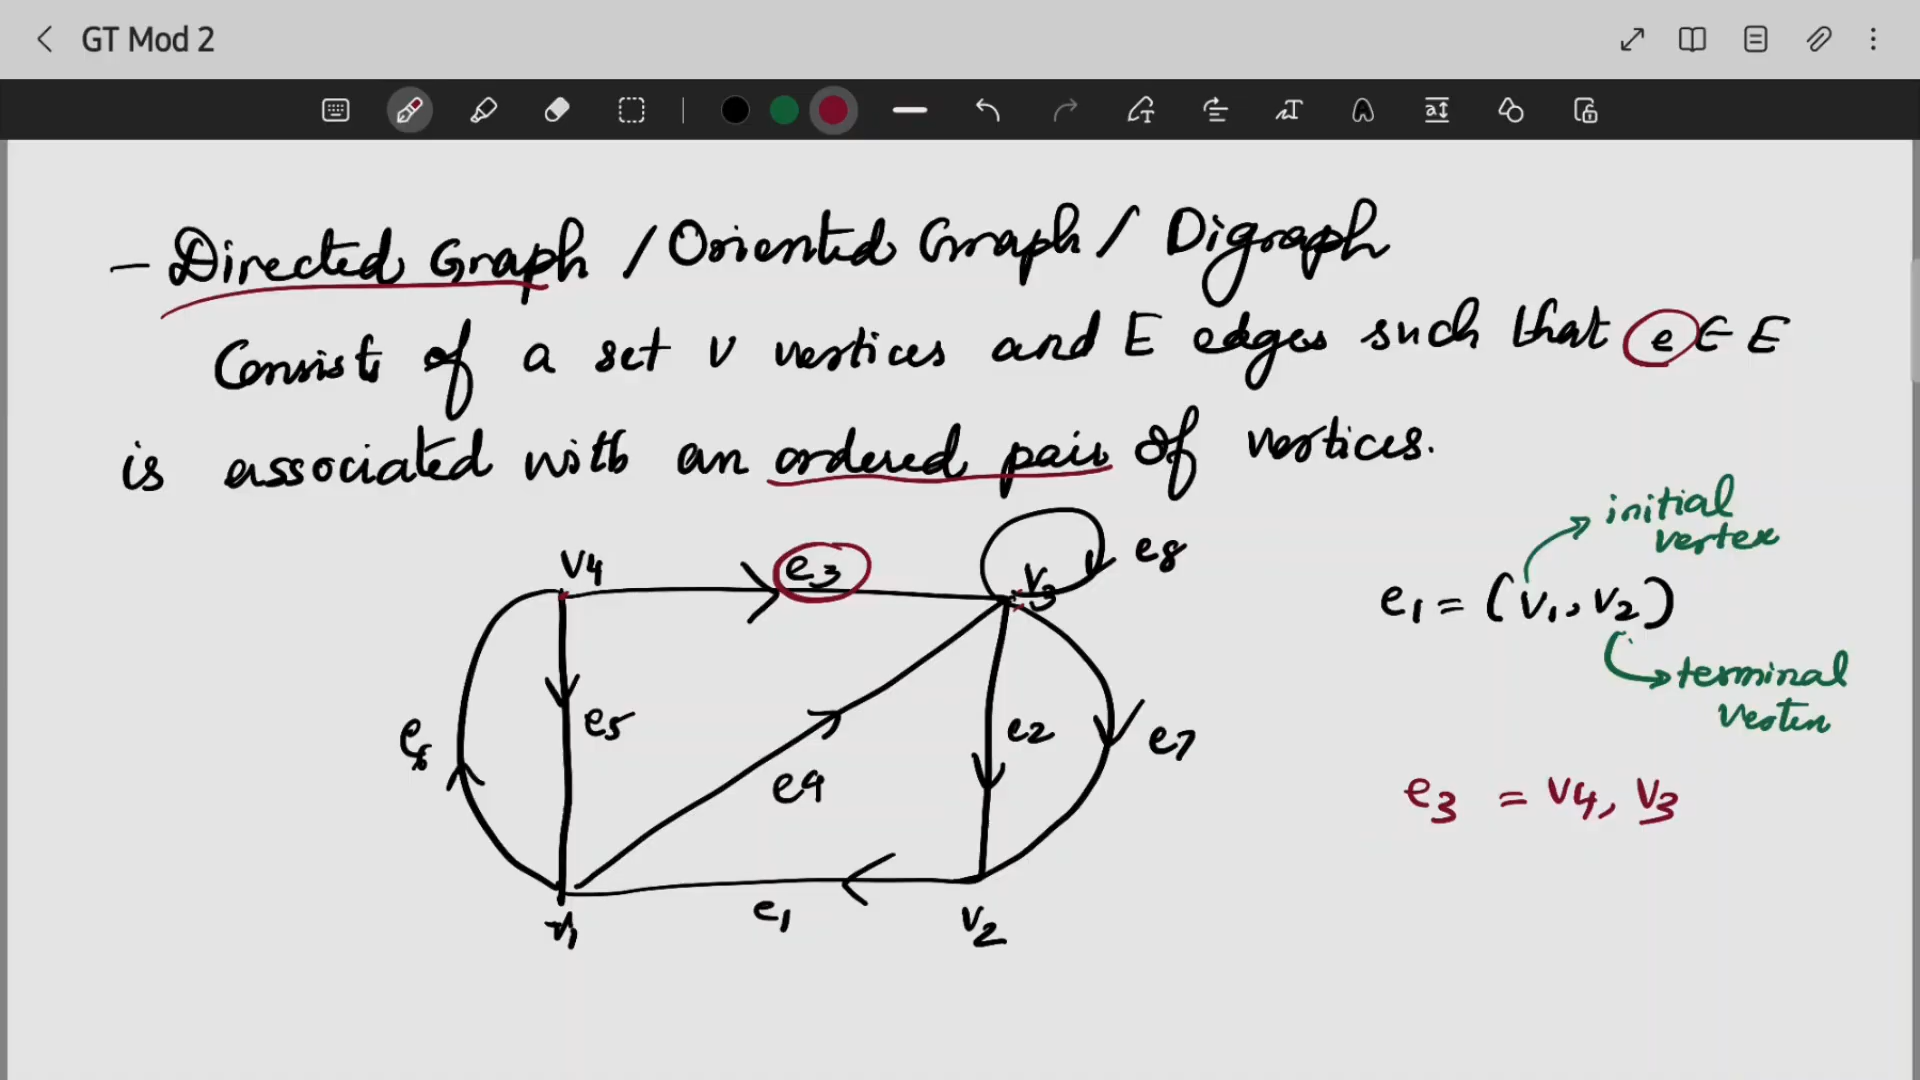 GT Mod 2
- Directed Graph / Oriented Graph / Digraph
Consists of a set V vertices and E edges such that e ∈ E
is associated with an ordered pair of vertices.
initial
vertex
V4
e3
V3
e8
e1 = (V1, V2)
terminal
vertex
e6
e5
e2
e7
e9
e3 = V4, V3
V1
e1
V2